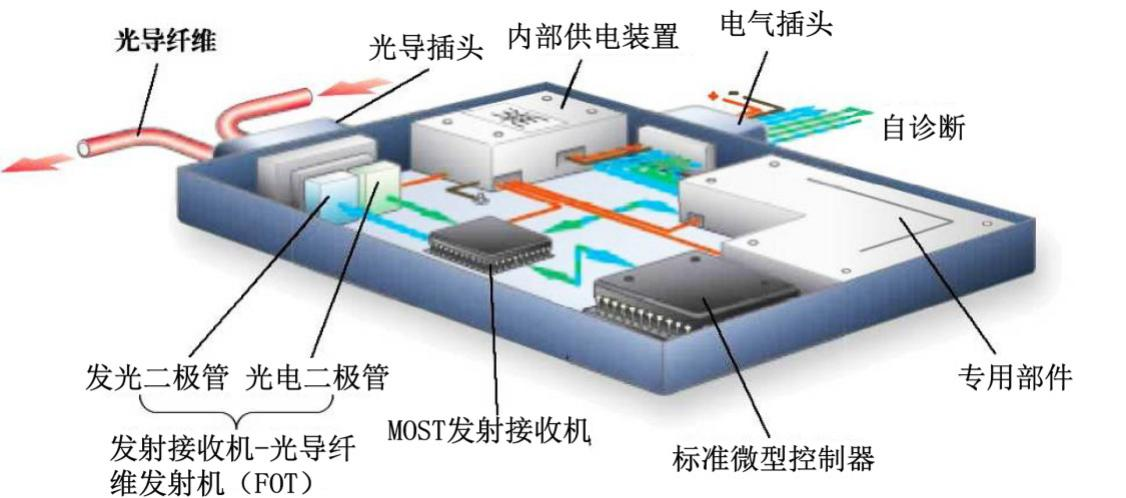 光导纤维
光导插头
内部供电装置
电气插头
自诊断
发光二极管
光电二极管
发射接收机-光导纤
维发射机（FOT）
MOST发射接收机
标准微型控制器
专用部件